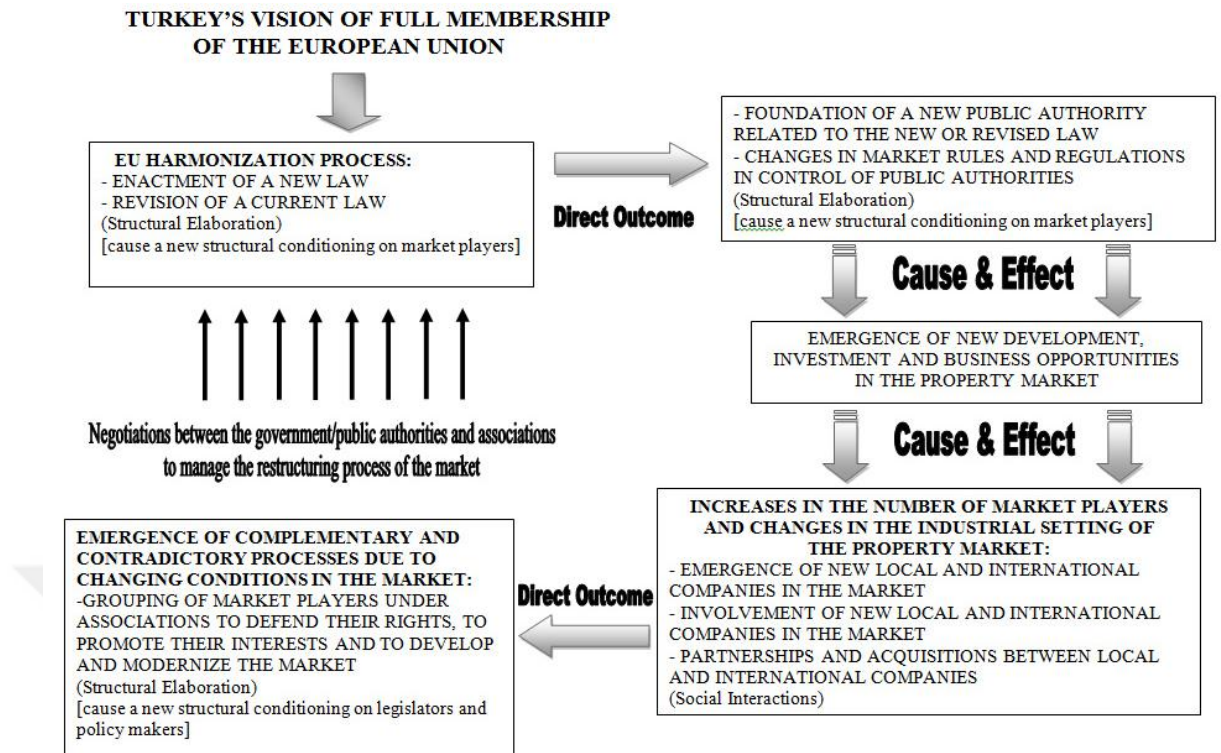 TURKEY'S VISION OF FULL MEMBERSHIP
OF THE EUROPEAN UNION
EU HARMONIZATION PROCESS:
- ENACTMENT OF A NEW LAW
- REVISION OF A CURRENT LAW
(Structural Elaboration)
[cause a new structural conditioning on market players]
Direct Outcome
- FOUNDATION OF A NEW PUBLIC AUTHORITY
RELATED TO THE NEW OR REVISED LAW
- CHANGES IN MARKET RULES AND REGULATIONS
IN CONTROL OF PUBLIC AUTHORITIES
(Structural Elaboration)
[cause a new structural conditioning on market players]
Cause & Effect
EMERGENCE OF NEW DEVELOPMENT,
INVESTMENT AND BUSINESS OPPORTUNITIES
IN THE PROPERTY MARKET
Cause & Effect
INCREASES IN THE NUMBER OF MARKET PLAYERS
AND CHANGES IN THE INDUSTRIAL SETTING OF
THE PROPERTY MARKET:
- EMERGENCE OF NEW LOCAL AND INTERNATIONAL
COMPANIES IN THE MARKET
- INVOLVEMENT OF NEW LOCAL AND INTERNATIONAL
COMPANIES IN THE MARKET
- PARTNERSHIPS AND ACQUISITIONS BETWEEN LOCAL
AND INTERNATIONAL COMPANIES
(Social Interactions)
Direct Outcome
EMERGENCE OF COMPLEMENTARY AND
CONTRADICTORY PROCESSES DUE TO
CHANGING CONDITIONS IN THE MARKET:
-GROUPING OF MARKET PLAYERS UNDER
ASSOCIATIONS TO DEFEND THEIR RIGHTS, TO
PROMOTE THEIR INTERESTS AND TO DEVELOP
AND MODERNIZE THE MARKET
(Structural Elaboration)
[cause a new structural conditioning on legislators and
policy makers]
Negotiations between the government/public authorities and associations
to manage the restructuring process of the market